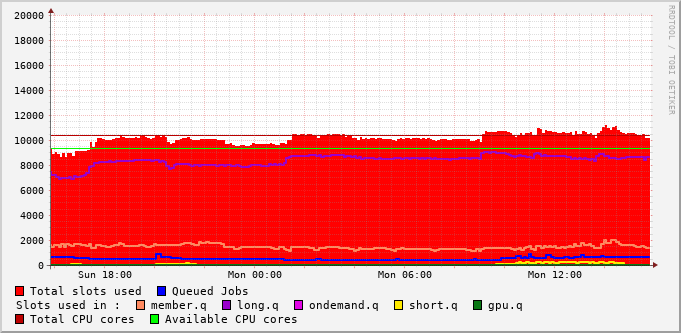 20000
18000
16000
14000
12000
10000
8000
6000
4000
2000
0
Sun 18:00 Mon 00:00 Mon 06:00 Mon 12:00
Total slots used Queued Jobs
Slots used in : member.q long.q ondemand.q short.q gpu.q
Total CPU cores Available CPU cores
RRDTOOL / TOBI OETIKER